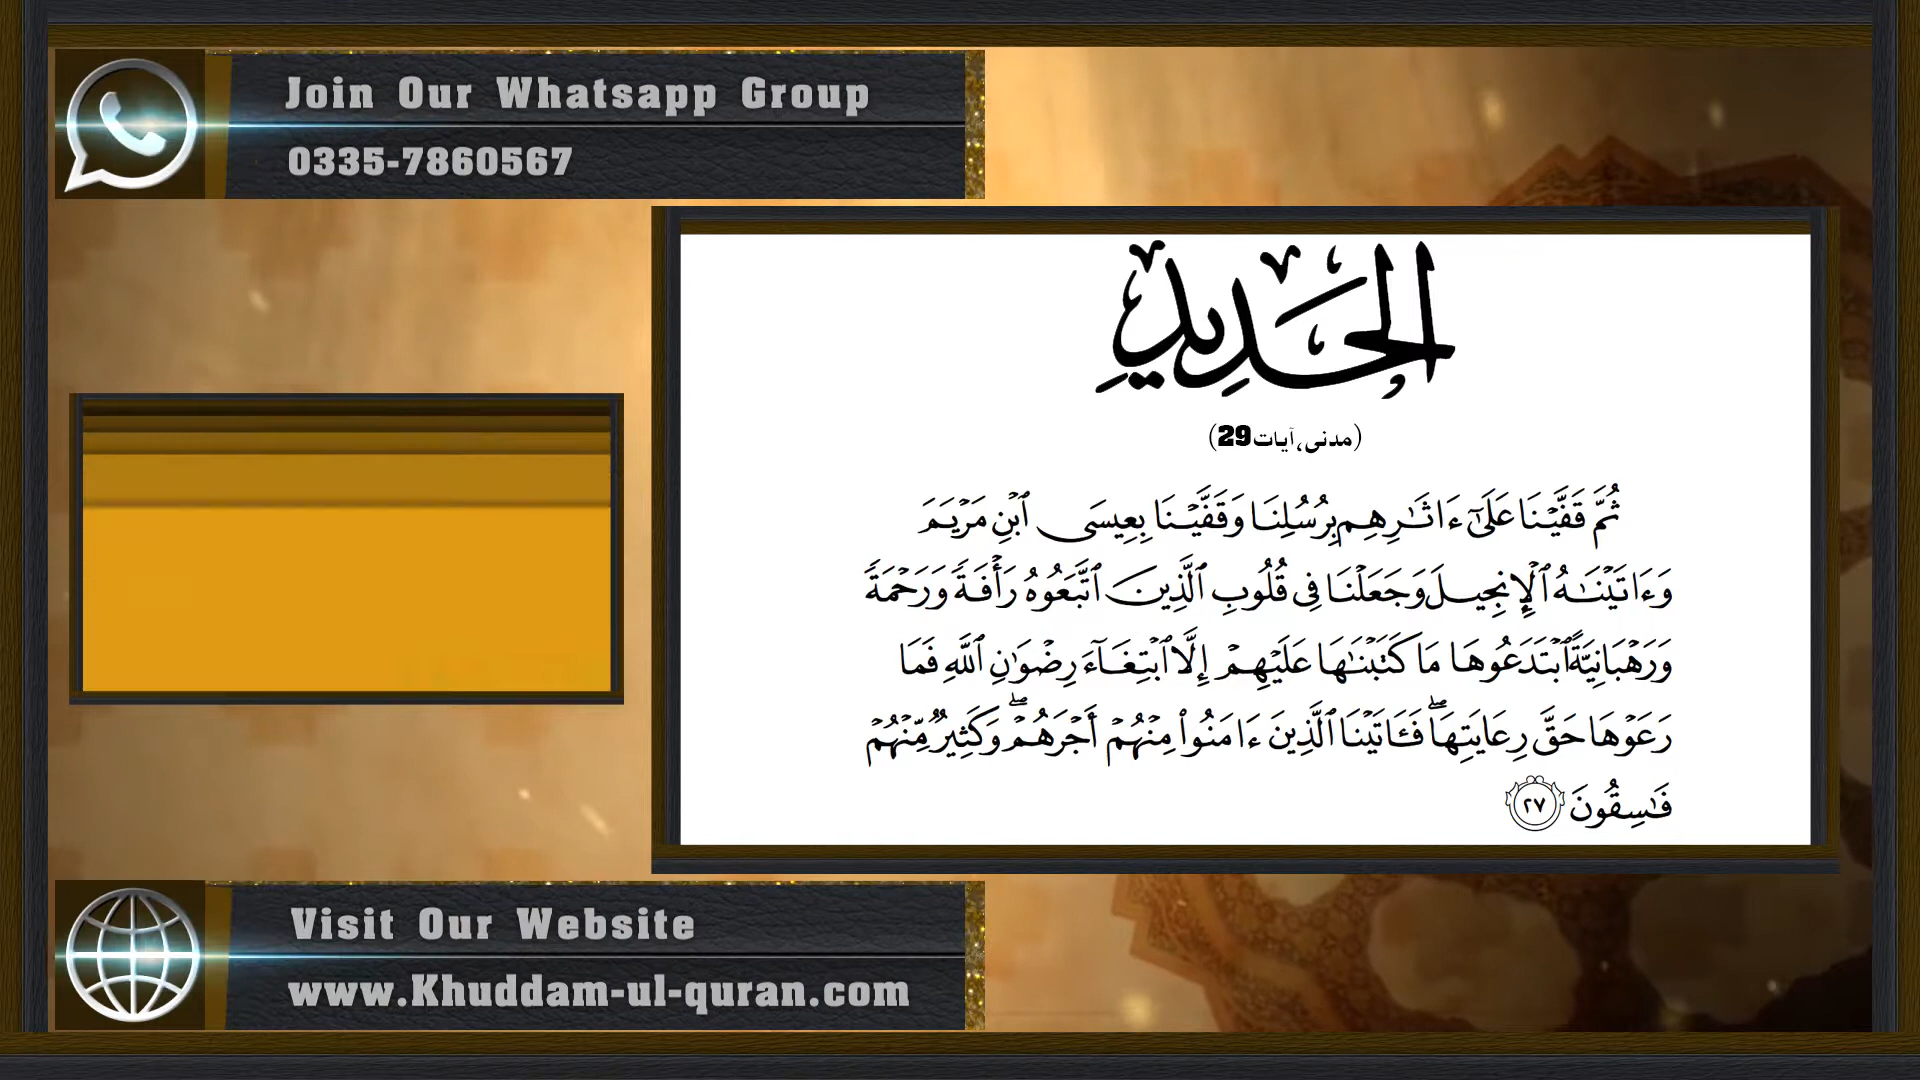 Join Our Whatsapp Group
0335-7860567
الحَدِيدِ
(مدنی، آیات 29)
ثُمَّ قَفَّيْنَا عَلَىٰٓ ءَاثَـٰرِهِم بِرُسُلِنَا وَقَفَّيْنَا بِعِيسَى ٱبْنِ مَرْيَمَ
وَءَاتَيْنَـٰهُ ٱلْإِنجِيلَ وَجَعَلْنَا فِى قُلُوبِ ٱلَّذِينَ ٱتَّبَعُوهُ رَأْفَةً وَرَحْمَةً
وَرَهْبَانِيَّةً ٱبْتَدَعُوهَا مَا كَتَبْنَـٰهَا عَلَيْهِمْ إِلَّا ٱبْتِغَآءَ رِضْوَٰنِ ٱللَّهِ فَمَا
رَعَوْهَا حَقَّ رِعَايَتِهَا ۖ فَـَٔاتَيْنَا ٱلَّذِينَ ءَامَنُوا۟ مِنْهُمْ أَجْرَهُمْ ۖ وَكَثِيرٌ مِّنْهُمْ
فَـٰسِقُونَ ٢٧
Visit Our Website
www.Khuddam-ul-quran.com